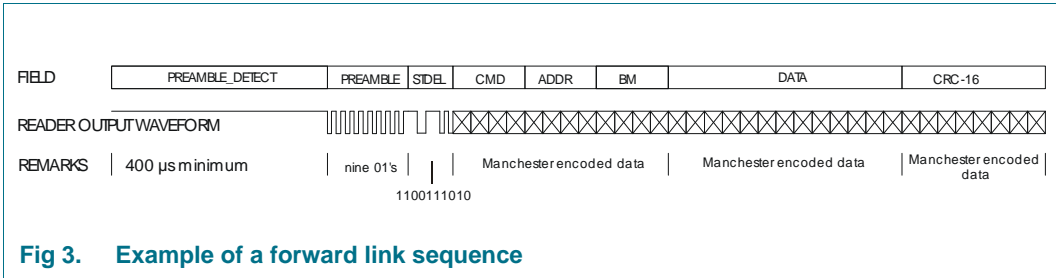 FIELD PREAMBLE_DETECT PREAMBLE STDEL CMD ADDR BM DATA CRC-16
READER OUTPUT WAVEFORM
REMARKS 400 µs minimum nine 01's Manchester encoded data Manchester encoded data Manchester encoded data
1100111010
Fig 3. Example of a forward link sequence